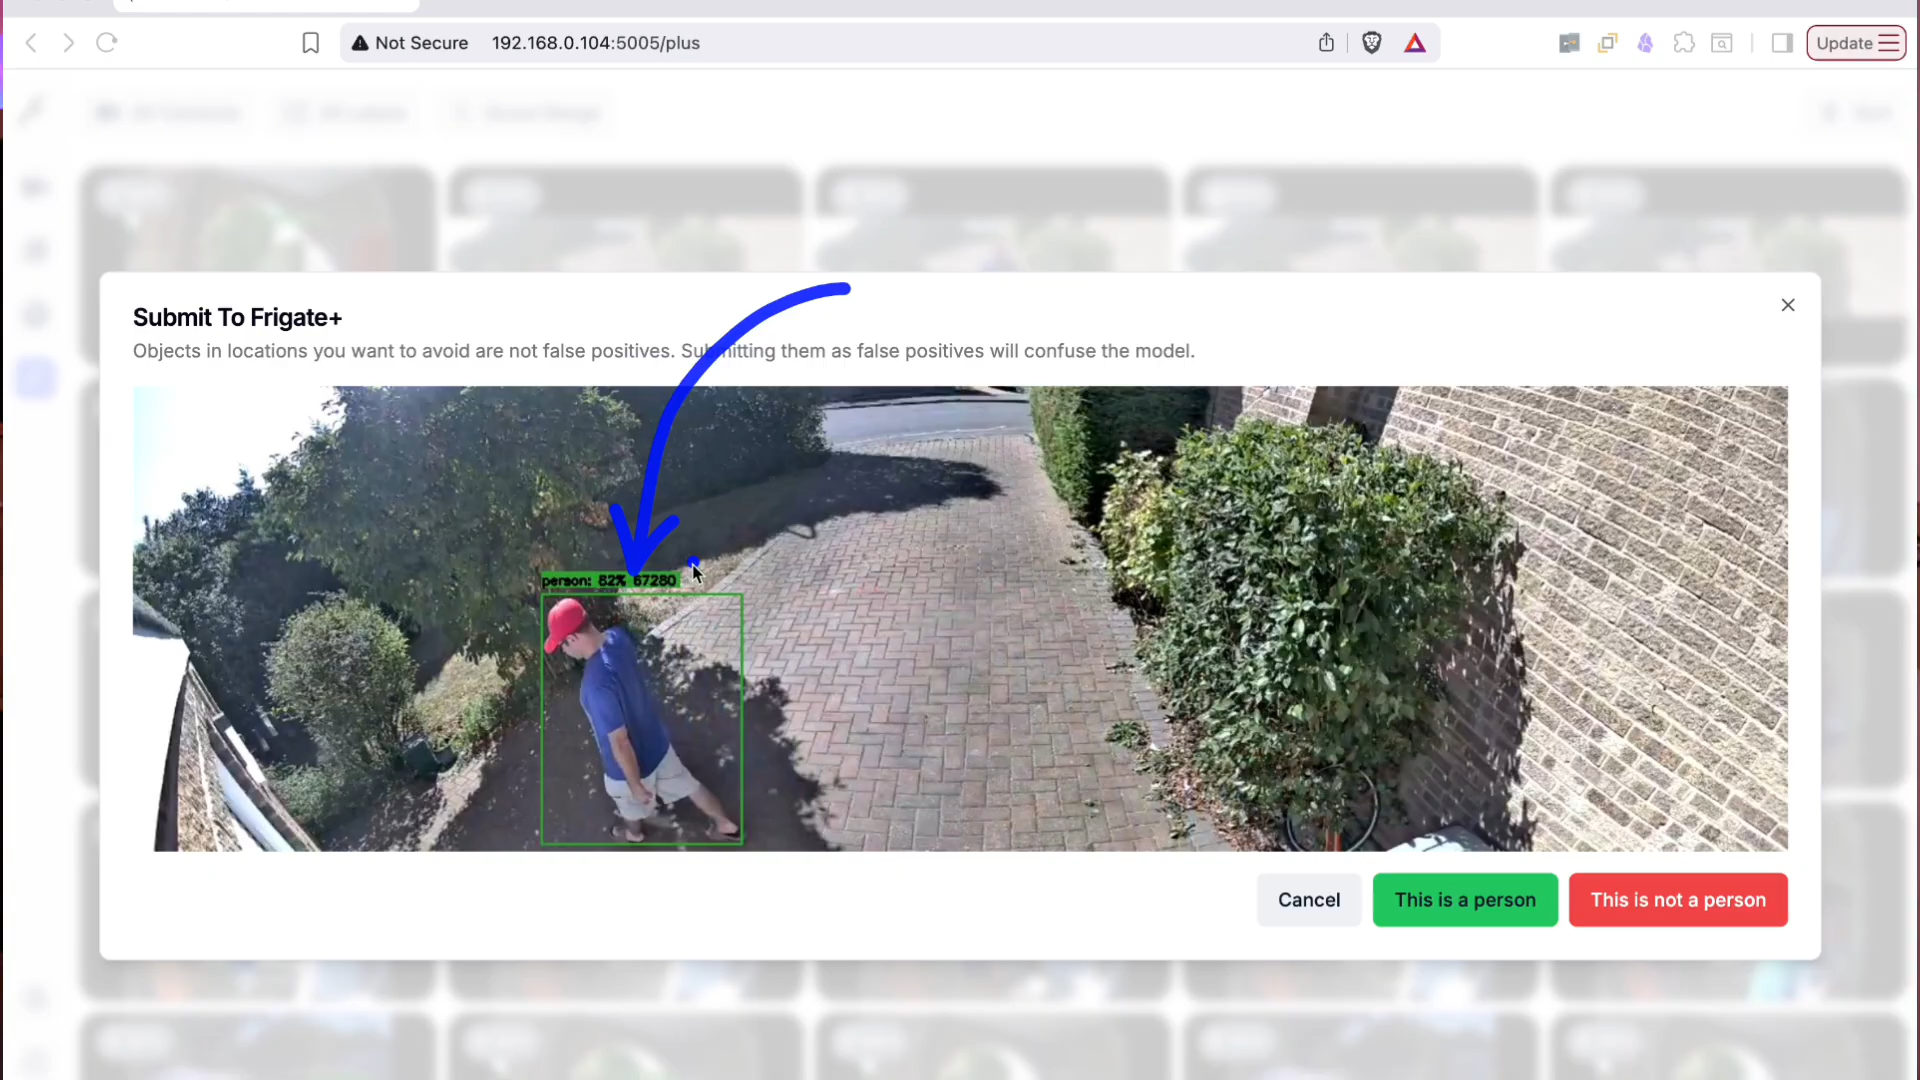 Not Secure 192.168.0.104:5005/plus
Update
Submit To Frigate+
Objects in locations you want to avoid are not false positives. Submitting them as false positives will confuse the model.
person: 82% 67280
Cancel
This is a person
This is not a person